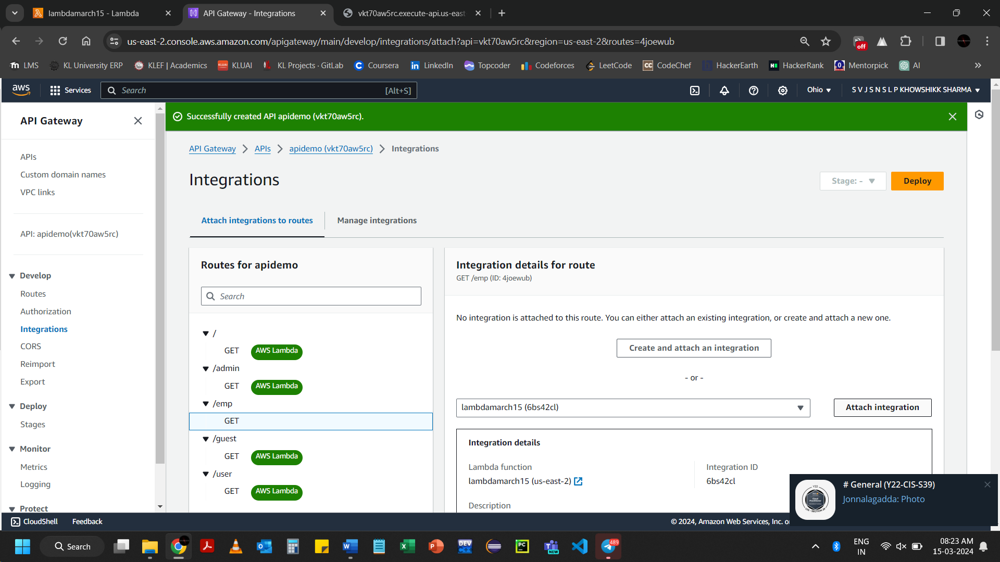 lambdamarch15 - Lambda
API Gateway - Integrations
vkt70aw5rc.execute-api.us-east
us-east-2.console.aws.amazon.com/apigateway/main/develop/integrations/attach?api=vkt70aw5rc&region=us-east-2&routes=4joewub
off
LMS
KL University ERP
KLEF | Academics
KLUAI
KL Projects · GitLab
Coursera
LinkedIn
Topcoder
Codeforces
LeetCode
CodeChef
HackerEarth
HackerRank
Mentorpick
AI
aws
Services
Search
[Alt+S]
Ohio
S V J S N S L P KHOWSHIKK SHARMA
API Gateway
APIs
Custom domain names
VPC links
API: apidemo(vkt70aw5rc)
Develop
Routes
Authorization
Integrations
CORS
Reimport
Export
Deploy
Stages
Monitor
Metrics
Logging
Protect
Successfully created API apidemo (vkt70aw5rc).
API Gateway
APIs
apidemo (vkt70aw5rc)
Integrations
Integrations
Stage: -
Deploy
Attach integrations to routes
Manage integrations
Routes for apidemo
Search
/
GET AWS Lambda
/admin
GET AWS Lambda
/emp
GET
/guest
GET AWS Lambda
/user
GET AWS Lambda
Integration details for route
GET /emp (ID: 4joewub)
No integration is attached to this route. You can either attach an existing integration, or create and attach a new one.
Create and attach an integration
- or -
lambdamarch15 (6bs42cl)
Attach integration
Integration details
Lambda function
lambdamarch15 (us-east-2)
Integration ID
6bs42cl
Description
# General (Y22-CIS-S39)
Jonnalagadda: Photo
CloudShell
Feedback
© 2024, Amazon Web Services, Inc. o
Search
489
ENG
IN
08:23 AM
15-03-2024